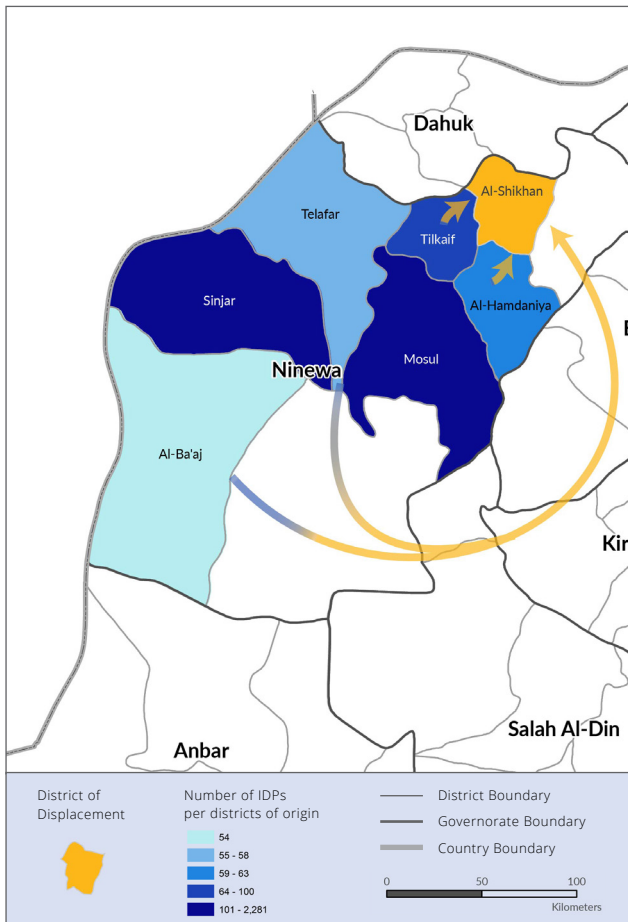 Dahuk
Al-Shikhan
Telafar
Tilkaif
Sinjar
Al-Hamdaniya
Mosul
Ninewa
Al-Ba'aj
Kir
Salah Al-Din
Anbar
District of
Displacement
Number of IDPs
per districts of origin
54
55 - 58
59 - 63
64 - 100
101 - 2,281
District Boundary
Governorate Boundary
Country Boundary
0 50 100
Kilometers